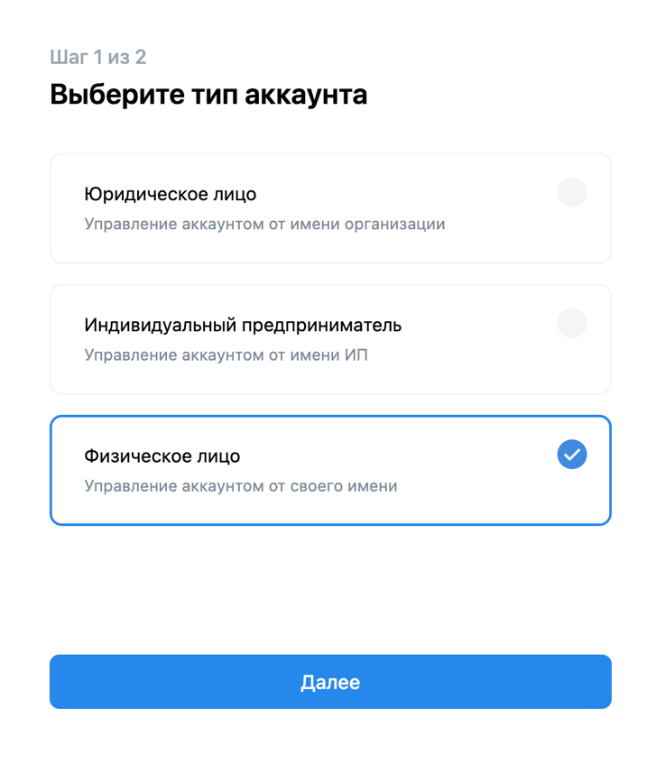 Шаг 1 из 2
Выберите тип аккаунта
Юридическое лицо
Управление аккаунтом от имени организации
Индивидуальный предприниматель
Управление аккаунтом от имени ИП
Физическое лицо
Управление аккаунтом от своего имени
Далее